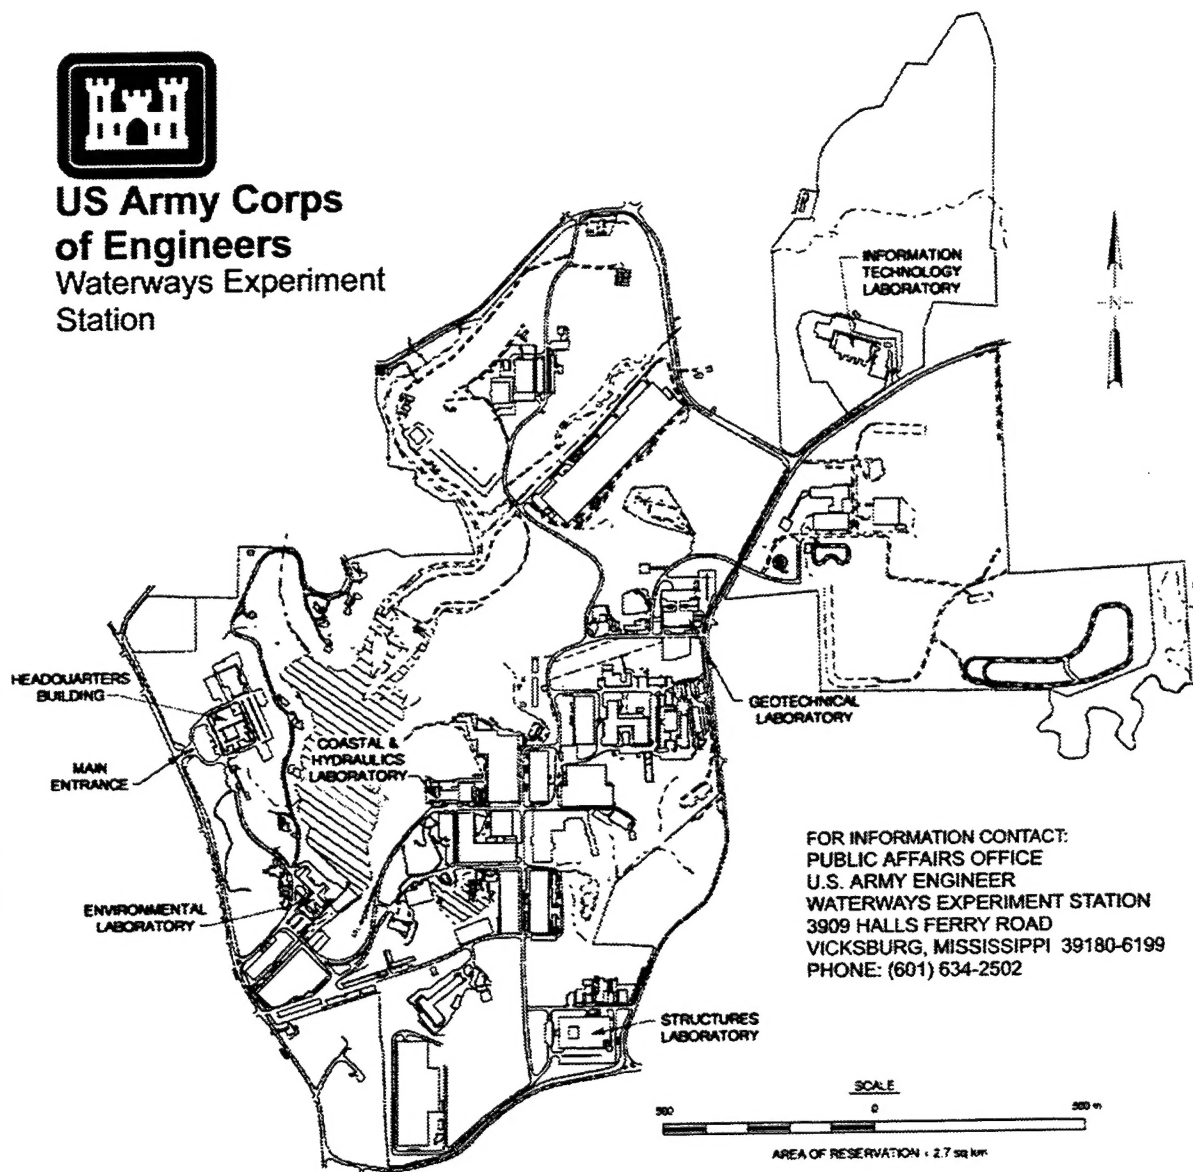 US Army Corps
of Engineers
Waterways Experiment
Station
INFORMATION
TECHNOLOGY
LABORATORY
N
HEADQUARTERS
BUILDING
MAIN
ENTRANCE
COASTAL &
HYDRAULICS
LABORATORY
GEOTECHNICAL
LABORATORY
ENVIRONMENTAL
LABORATORY
STRUCTURES
LABORATORY
FOR INFORMATION CONTACT:
PUBLIC AFFAIRS OFFICE
U.S. ARMY ENGINEER
WATERWAYS EXPERIMENT STATION
3909 HALLS FERRY ROAD
VICKSBURG, MISSISSIPPI 39180-6199
PHONE: (601) 634-2502
SCALE
500 0 500 m
AREA OF RESERVATION = 2.7 sq km